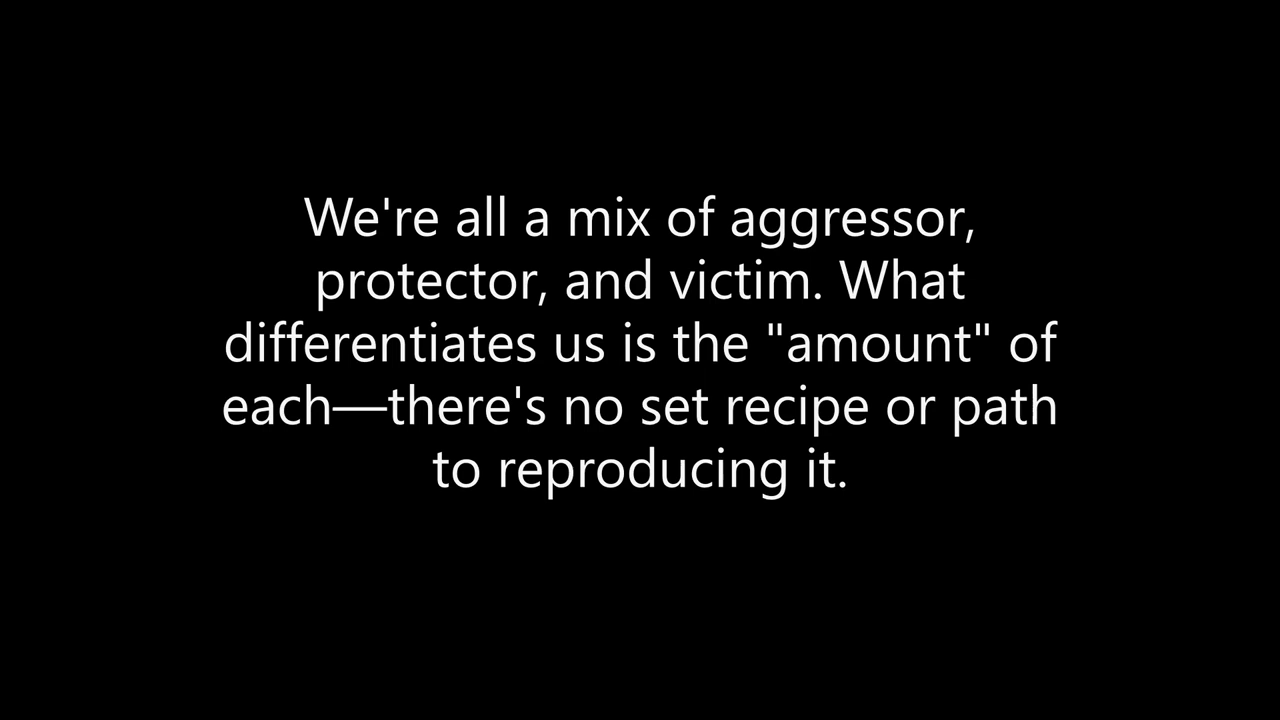 We're all a mix of aggressor,
protector, and victim. What
differentiates us is the "amount" of
each—there's no set recipe or path
to reproducing it.